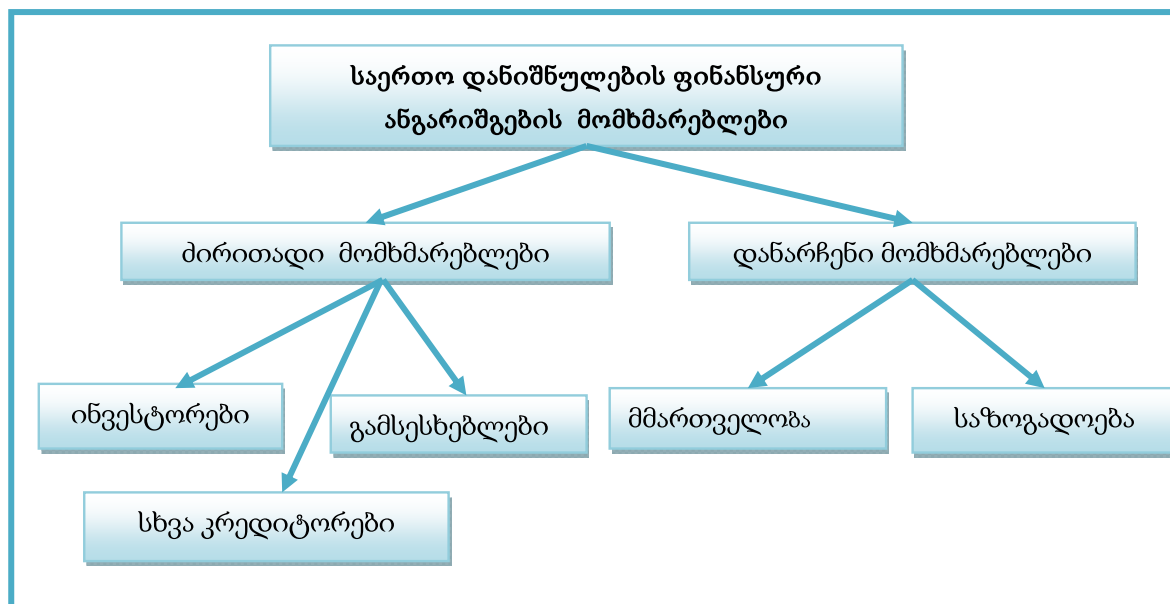 საერთო დანიშნულების ფინანსური
ანგარიშგების მომხმარებლები
ძირითადი მომხმარებლები
დანარჩენი მომხმარებლები
ინვესტორები
გამსესხებლები
მმართველობა
საზოგადოება
სხვა კრედიტორები